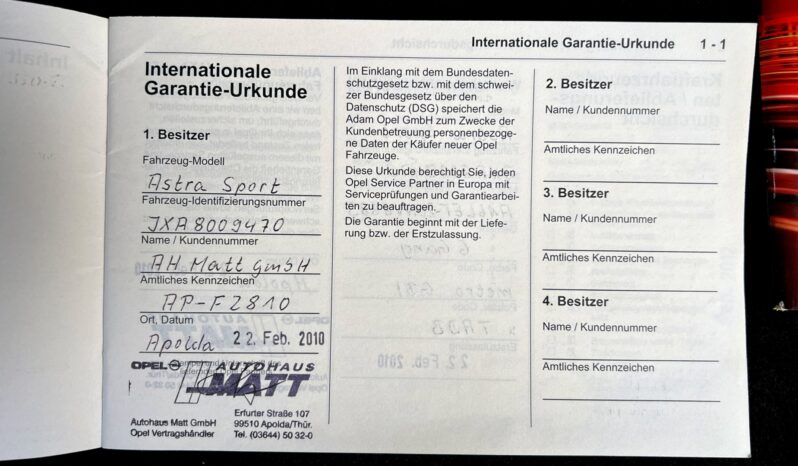 Internationale Garantie-Urkunde 1 - 1
Internationale
Garantie-Urkunde
1. Besitzer
Fahrzeug-Modell
Astra Sport
Fahrzeug-Identifizierungsnummer
JXA8009470
Name / Kundennummer
AH Matt gmbH
Amtliches Kennzeichen
AP-F2810
Ort, Datum
Apolda 22. Feb. 2010
OPEL AUTOHAUS
MATT
Autohaus Matt GmbH
Opel Vertragshändler
Erfurter Straße 107
99510 Apolda/Thür.
Tel. (03644) 50 32-0
Im Einklang mit dem Bundesdaten-
schutzgesetz bzw. mit dem schwei-
zer Bundesgesetz über den
Datenschutz (DSG) speichert die
Adam Opel GmbH zum Zwecke der
Kundenbetreuung personenbezoge-
ne Daten der Käufer neuer Opel
Fahrzeuge.
Diese Urkunde berechtigt Sie, jeden
Opel Service Partner in Europa mit
Serviceprüfungen und Garantiearbei-
ten zu beauftragen.
Die Garantie beginnt mit der Liefe-
rung bzw. der Erstzulassung.
2. Besitzer
Name / Kundennummer
Amtliches Kennzeichen
3. Besitzer
Name / Kundennummer
Amtliches Kennzeichen
4. Besitzer
Name / Kundennummer
Amtliches Kennzeichen